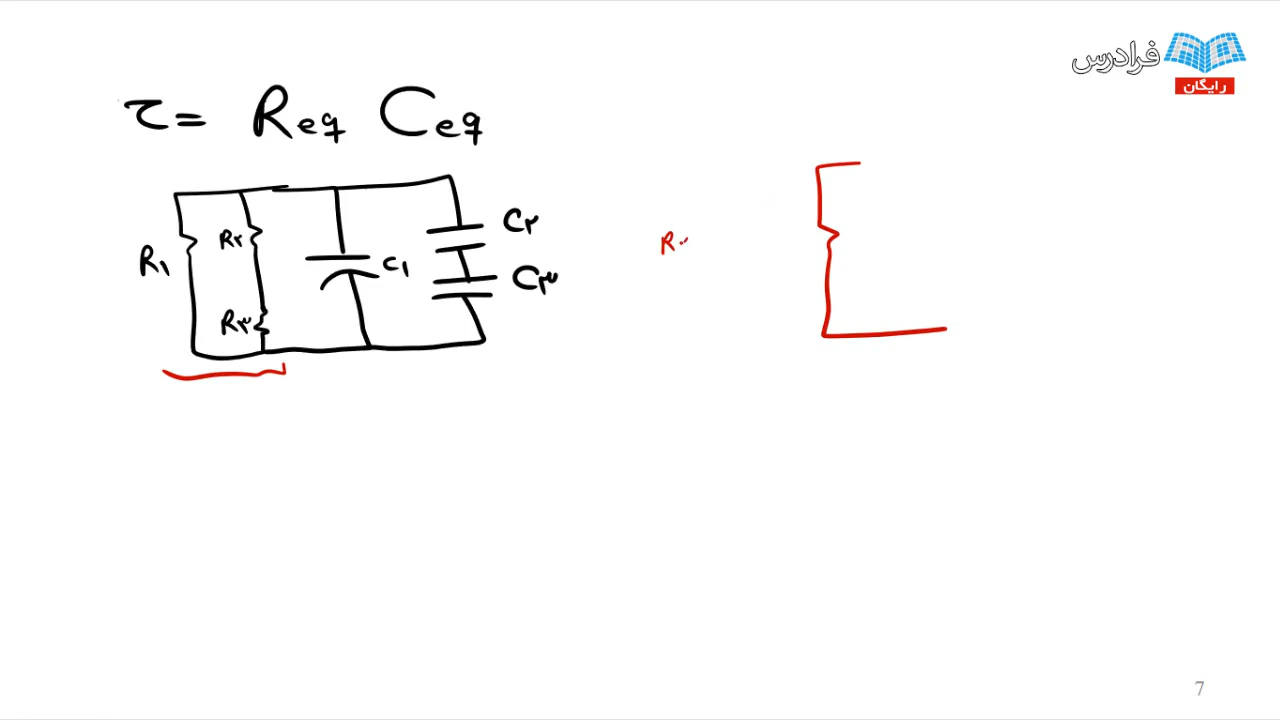 فرادرس
رایگان
τ = Req Ceq
R۱
R۲
R۳
C۱
C۲
C۳
R
7